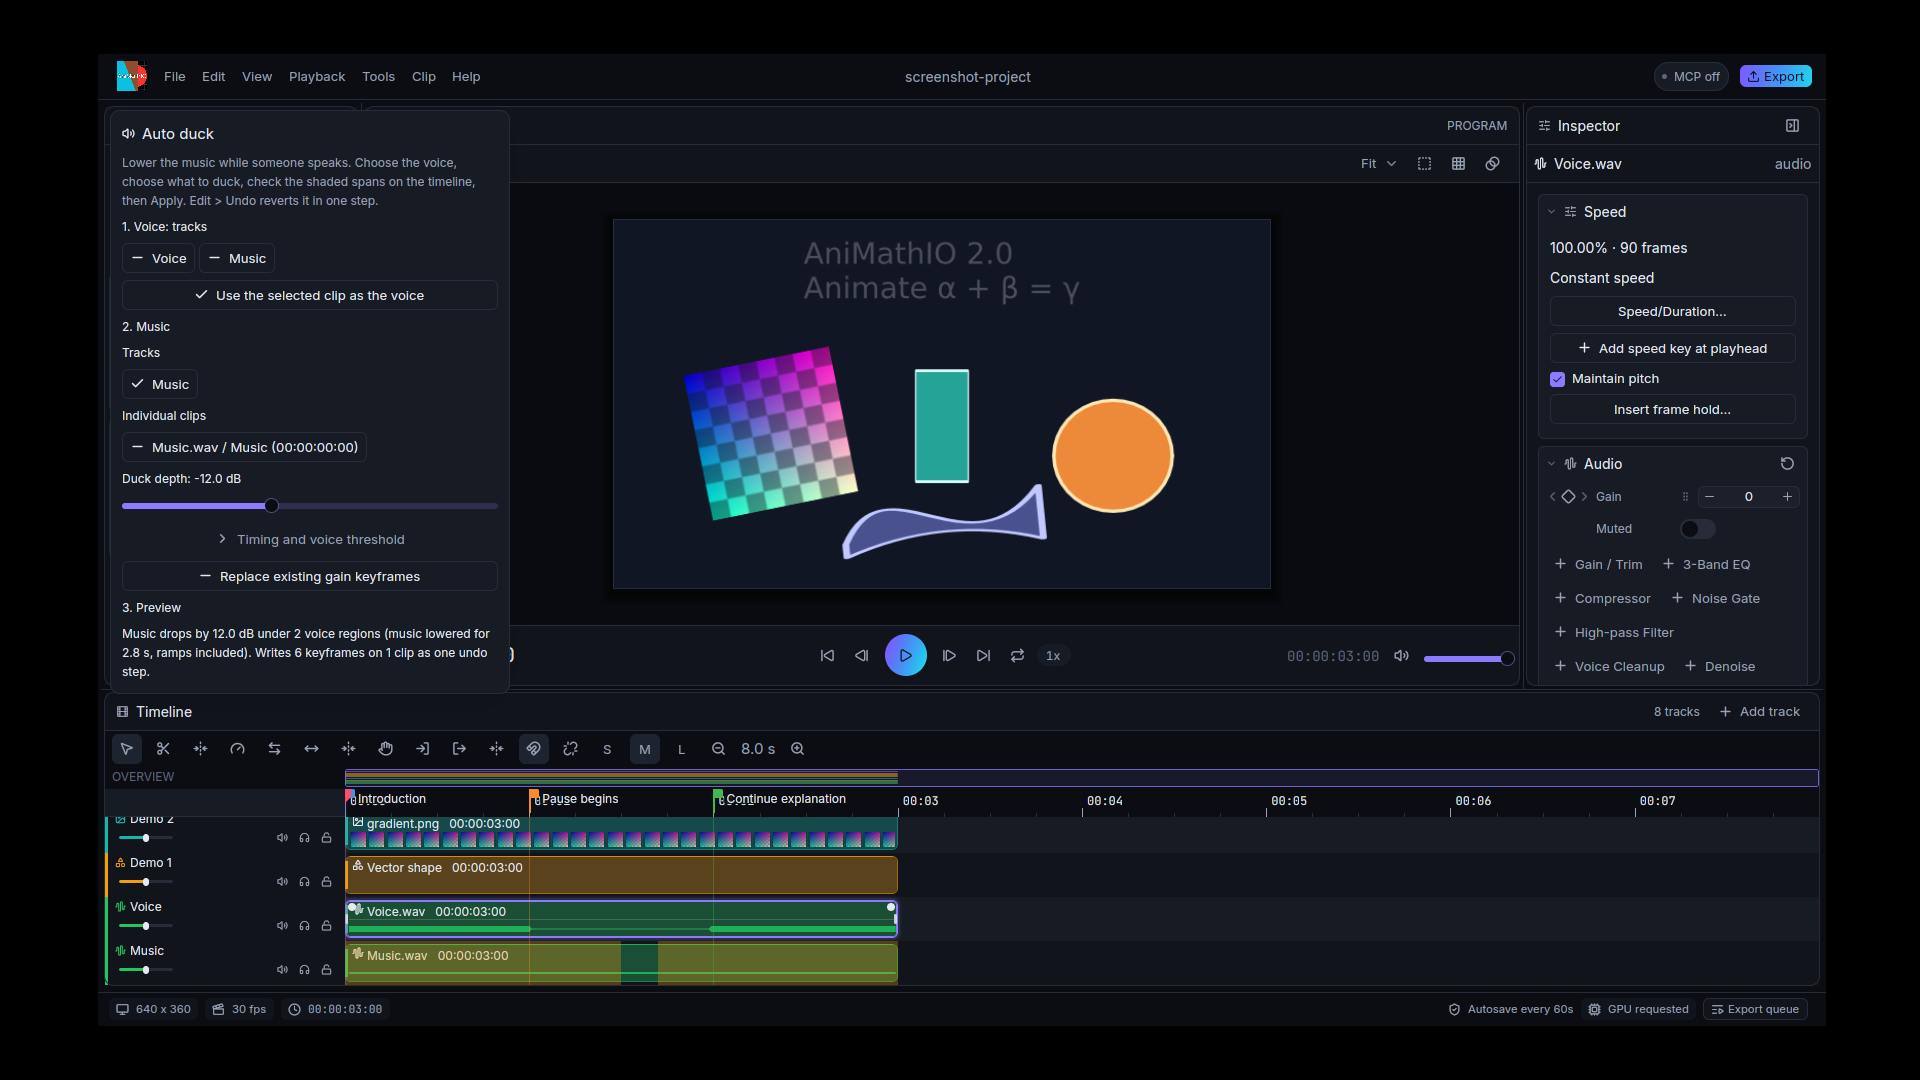 File Edit View Playback Tools Clip Help
screenshot-project
MCP off
Export
Auto duck
Lower the music while someone speaks. Choose the voice,
choose what to duck, check the shaded spans on the timeline,
then Apply. Edit > Undo reverts it in one step.
1. Voice: tracks
Voice Music
Use the selected clip as the voice
2. Music
Tracks
Music
Individual clips
Music.wav / Music (00:00:00:00)
Duck depth: -12.0 dB
Timing and voice threshold
Replace existing gain keyframes
3. Preview
Music drops by 12.0 dB under 2 voice regions (music lowered for
2.8 s, ramps included). Writes 6 keyframes on 1 clip as one undo
step.
PROGRAM
Fit
AniMathIO 2.0
Animate α + β = γ
1x
00:00:03:00
Inspector
Voice.wav audio
Speed
100.00% · 90 frames
Constant speed
Speed/Duration...
Add speed key at playhead
Maintain pitch
Insert frame hold...
Audio
Gain 0
Muted
Gain / Trim 3-Band EQ
Compressor Noise Gate
High-pass Filter
Voice Cleanup Denoise
Timeline
8 tracks Add track
S M L 8.0 s
OVERVIEW
Introduction Pause begins Continue explanation 00:03 00:04 00:05 00:06 00:07
Demo 2
gradient.png 00:00:03:00
Demo 1
Vector shape 00:00:03:00
Voice
Voice.wav 00:00:03:00
Music
Music.wav 00:00:03:00
640 x 360 30 fps 00:00:03:00
Autosave every 60s GPU requested Export queue